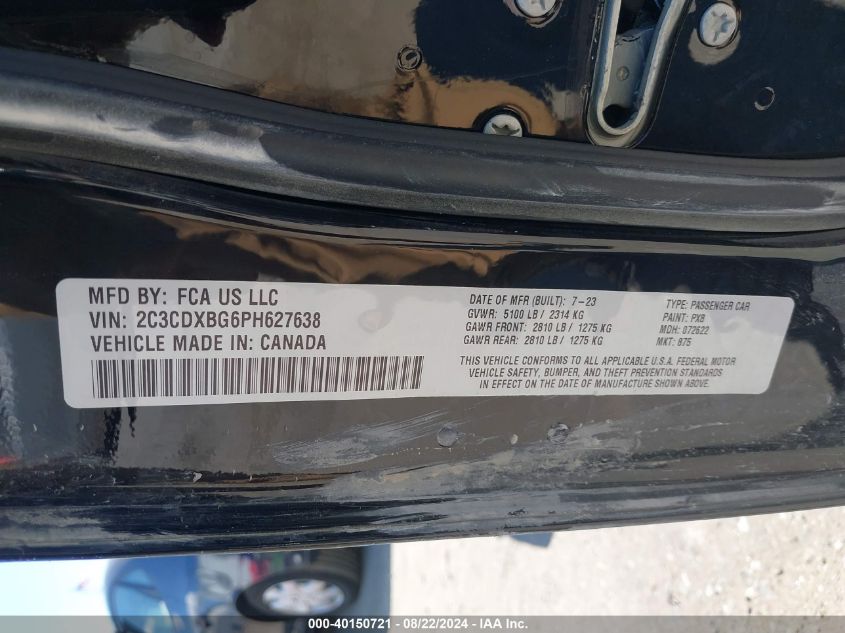 MFD BY: FCA US LLC
VIN: 2C3CDXBG6PH627638
VEHICLE MADE IN: CANADA
DATE OF MFR (BUILT): 7-23
GVWR: 5100 LB / 2314 KG
GAWR FRONT: 2810 LB / 1275 KG
GAWR REAR: 2810 LB / 1275 KG
TYPE: PASSENGER CAR
PAINT: PX8
MDH: 072622
MKT: 875
THIS VEHICLE CONFORMS TO ALL APPLICABLE U.S.A. FEDERAL MOTOR
VEHICLE SAFETY, BUMPER, AND THEFT PREVENTION STANDARDS
IN EFFECT ON THE DATE OF MANUFACTURE SHOWN ABOVE.
000-40150721 - 08/22/2024 - IAA Inc.